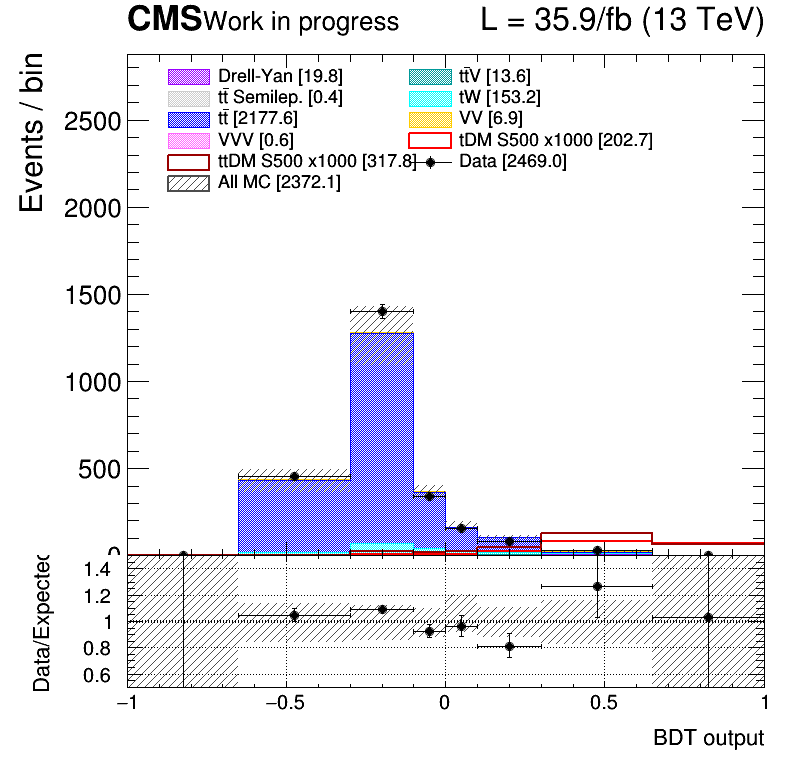 CMS Work in progress L = 35.9/fb (13 TeV)
Events / bin
Drell-Yan [19.8] tt̄V [13.6]
tt̄ Semilep. [0.4] tW [153.2]
tt̄ [2177.6] VV [6.9]
VVV [0.6] tDM S500 x1000 [202.7]
ttDM S500 x1000 [317.8] Data [2469.0]
All MC [2372.1]
2500
2000
1500
1000
500
0
Data/Expected
1.4
1.2
1
0.8
0.6
−1 −0.5 0 0.5 1
BDT output